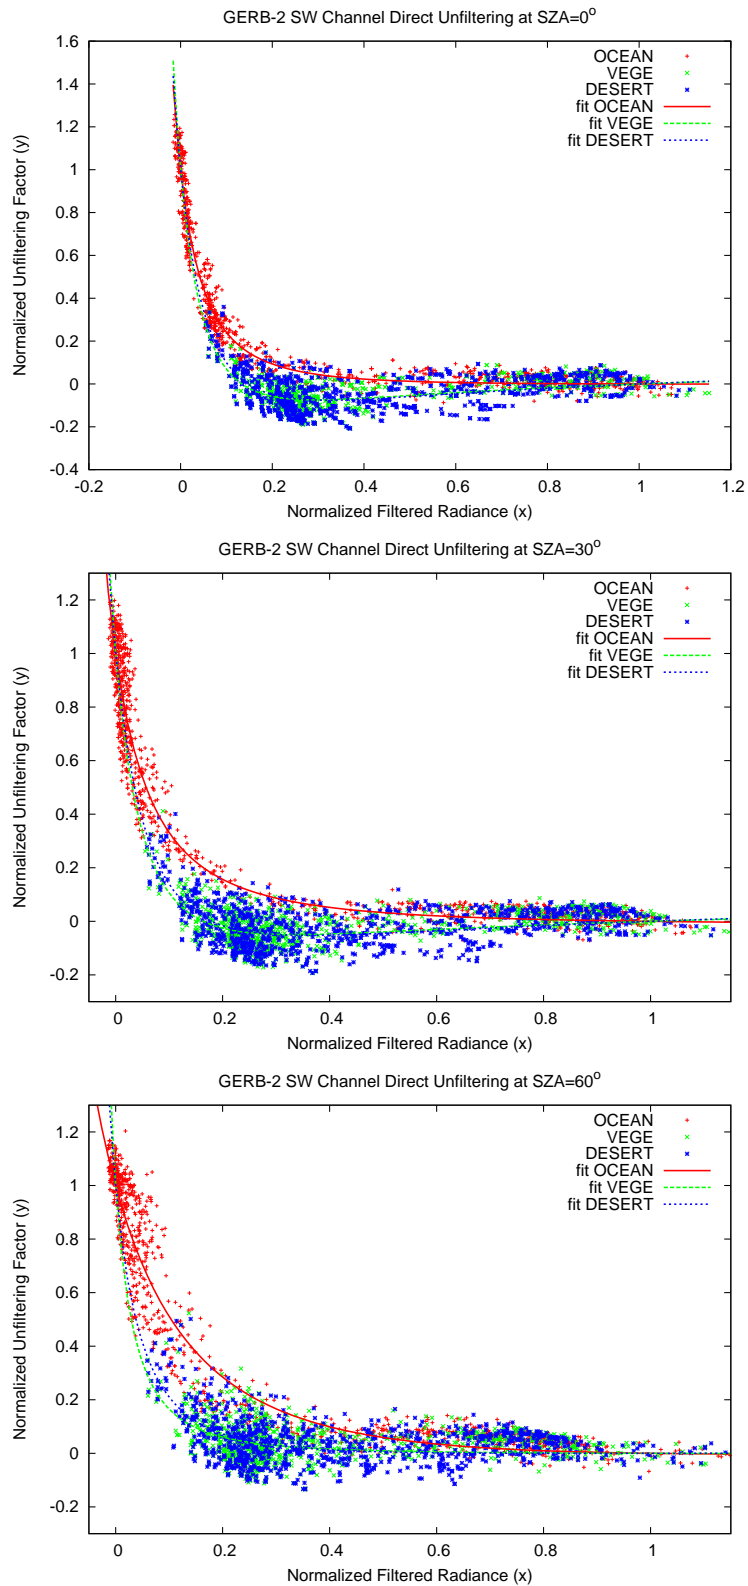 GERB-2 SW Channel Direct Unfiltering at SZA=0°
1.6
1.4
1.2
1
0.8
0.6
0.4
0.2
0
-0.2
-0.4
Normalized Unfiltering Factor (y)
OCEAN
VEGE
DESERT
fit OCEAN
fit VEGE
fit DESERT
-0.2 0 0.2 0.4 0.6 0.8 1 1.2
Normalized Filtered Radiance (x)
GERB-2 SW Channel Direct Unfiltering at SZA=30°
1.2
1
0.8
0.6
0.4
0.2
0
-0.2
Normalized Unfiltering Factor (y)
OCEAN
VEGE
DESERT
fit OCEAN
fit VEGE
fit DESERT
0 0.2 0.4 0.6 0.8 1
Normalized Filtered Radiance (x)
GERB-2 SW Channel Direct Unfiltering at SZA=60°
1.2
1
0.8
0.6
0.4
0.2
0
-0.2
Normalized Unfiltering Factor (y)
OCEAN
VEGE
DESERT
fit OCEAN
fit VEGE
fit DESERT
0 0.2 0.4 0.6 0.8 1
Normalized Filtered Radiance (x)